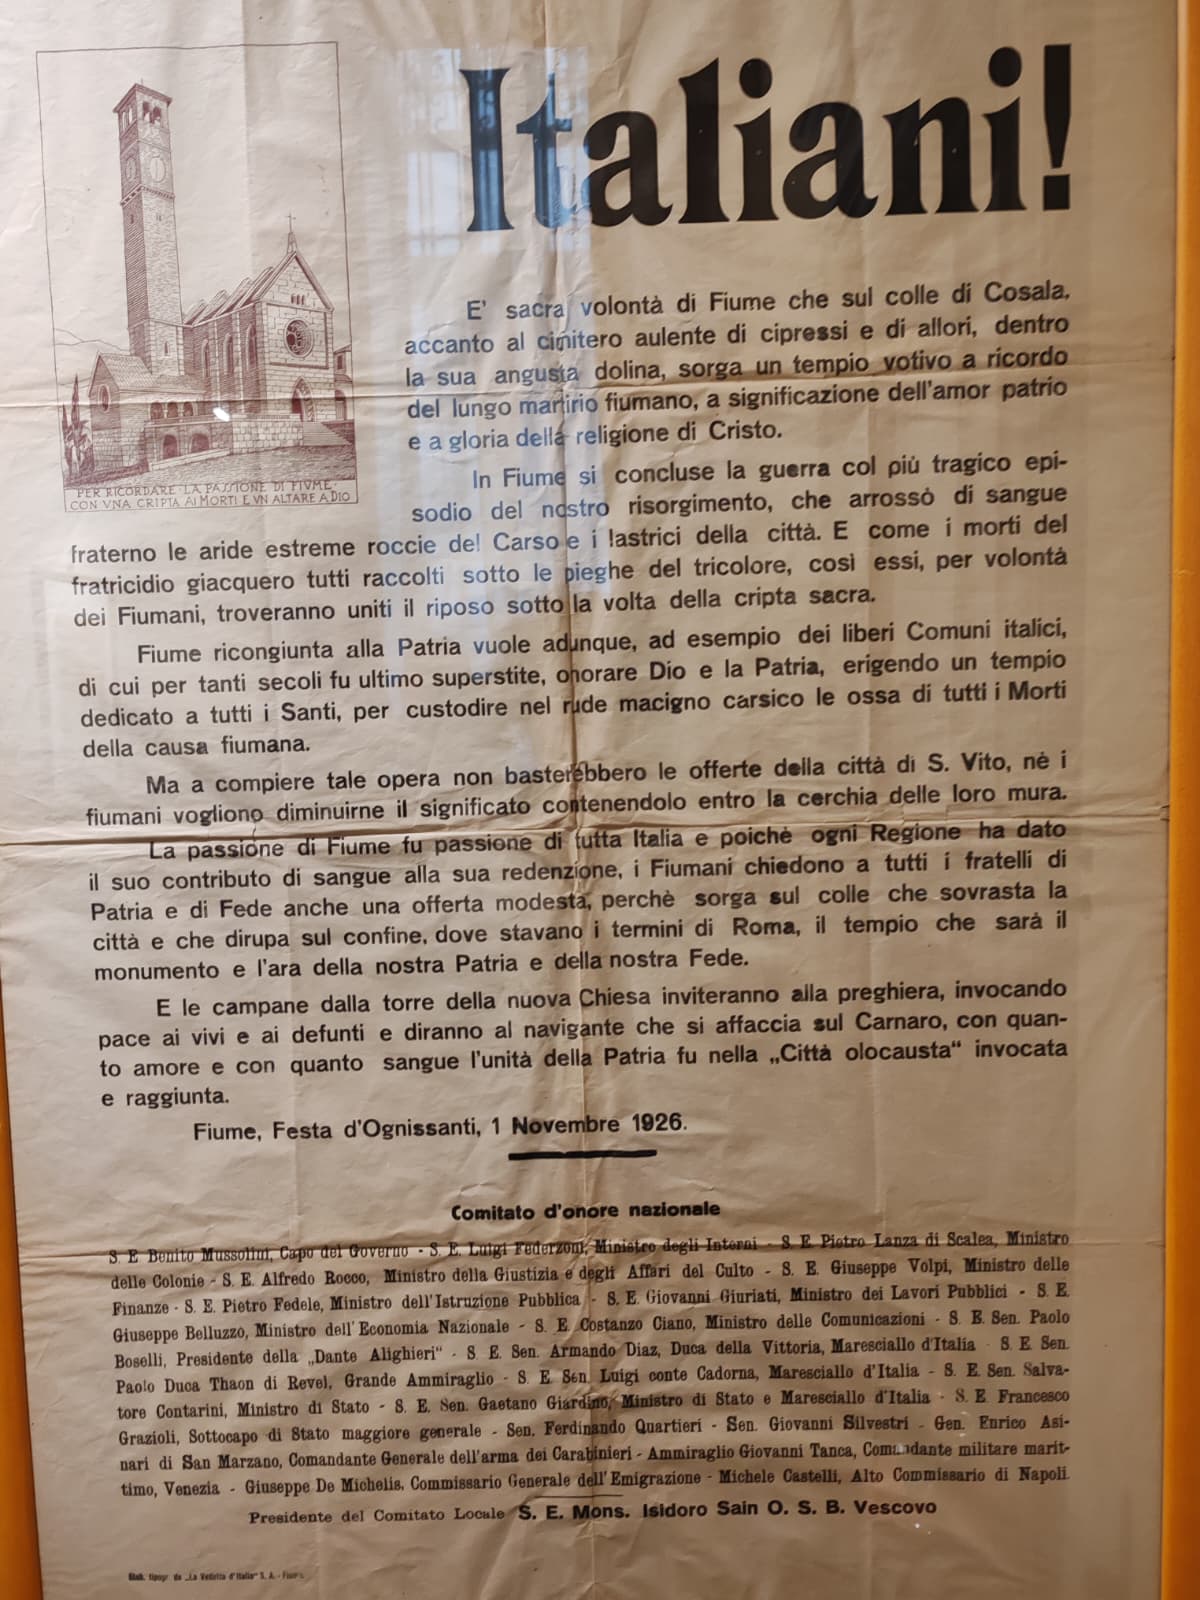 Italiani!
PER RICORDARE LA PASSIONE DI FIVME
CON VNA CRIPTA AI MORTI E VN ALTARE A DIO
E' sacra volontà di Fiume che sul colle di Cosala,
accanto al cimitero aulente di cipressi e di allori, dentro
la sua angusta dolina, sorga un tempio votivo a ricordo
del lungo martirio fiumano, a significazione dell'amor patrio
e a gloria della religione di Cristo.
In Fiume si concluse la guerra col più tragico epi-
sodio del nostro risorgimento, che arrossò di sangue
fraterno le aride estreme roccie del Carso e i lastrici della città. E come i morti del
fratricidio giacquero tutti raccolti sotto le pieghe del tricolore, così essi, per volontà
dei Fiumani, troveranno uniti il riposo sotto la volta della cripta sacra.
Fiume ricongiunta alla Patria vuole adunque, ad esempio dei liberi Comuni italici,
di cui per tanti secoli fu ultimo superstite, onorare Dio e la Patria, erigendo un tempio
dedicato a tutti i Santi, per custodire nel rude macigno carsico le ossa di tutti i Morti
della causa fiumana.
Ma a compiere tale opera non basterebbero le offerte della città di S. Vito, nè i
fiumani vogliono diminuirne il significato contenendolo entro la cerchia delle loro mura.
La passione di Fiume fu passione di tutta Italia e poichè ogni Regione ha dato
il suo contributo di sangue alla sua redenzione, i Fiumani chiedono a tutti i fratelli di
Patria e di Fede anche una offerta modesta, perchè sorga sul colle che sovrasta la
città e che dirupa sul confine, dove stavano i termini di Roma, il tempio che sarà il
monumento e l'ara della nostra Patria e della nostra Fede.
E le campane dalla torre della nuova Chiesa inviteranno alla preghiera, invocando
pace ai vivi e ai defunti e diranno al navigante che si affaccia sul Carnaro, con quan-
to amore e con quanto sangue l'unità della Patria fu nella „Città olocausta“ invocata
e raggiunta.
Fiume, Festa d'Ognissanti, 1 Novembre 1926.
Comitato d'onore nazionale
S. E. Benito Mussolini, Capo del Governo - S. E. Luigi Federzoni, Ministro degli Interni - S. E. Pietro Lanza di Scalea, Ministro
delle Colonie - S. E. Alfredo Rocco, Ministro della Giustizia e degli Affari del Culto - S. E. Giuseppe Volpi, Ministro delle
Finanze - S. E. Pietro Fedele, Ministro dell'Istruzione Pubblica - S. E. Giovanni Giuriati, Ministro dei Lavori Pubblici - S. E.
Giuseppe Belluzzo, Ministro dell'Economia Nazionale - S. E. Costanzo Ciano, Ministro delle Comunicazioni - S. E. Sen. Paolo
Boselli, Presidente della „Dante Alighieri“ - S. E. Sen. Armando Diaz, Duca della Vittoria, Maresciallo d'Italia - S. E. Sen.
Paolo Duca Thaon di Revel, Grande Ammiraglio - S. E. Sen. Luigi conte Cadorna, Maresciallo d'Italia - S. E. Sen. Salva-
tore Contarini, Ministro di Stato - S. E. Sen. Gaetano Giardino, Ministro di Stato e Maresciallo d'Italia - S. E. Francesco
Grazioli, Sottocapo di Stato maggiore generale - Sen. Ferdinando Quartieri - Sen. Giovanni Silvestri - Gen. Enrico Asi-
nari di San Marzano, Comandante Generale dell'arma dei Carabinieri - Ammiraglio Giovanni Tanca, Comandante militare marit-
timo, Venezia - Giuseppe De Michelis, Commissario Generale dell'Emigrazione - Michele Castelli, Alto Commissario di Napoli.
Presidente del Comitato Locale S. E. Mons. Isidoro Sain O. S. B. Vescovo
Stab. tipogr. de „La Vedetta d'Italia“ S. A. - Fiume